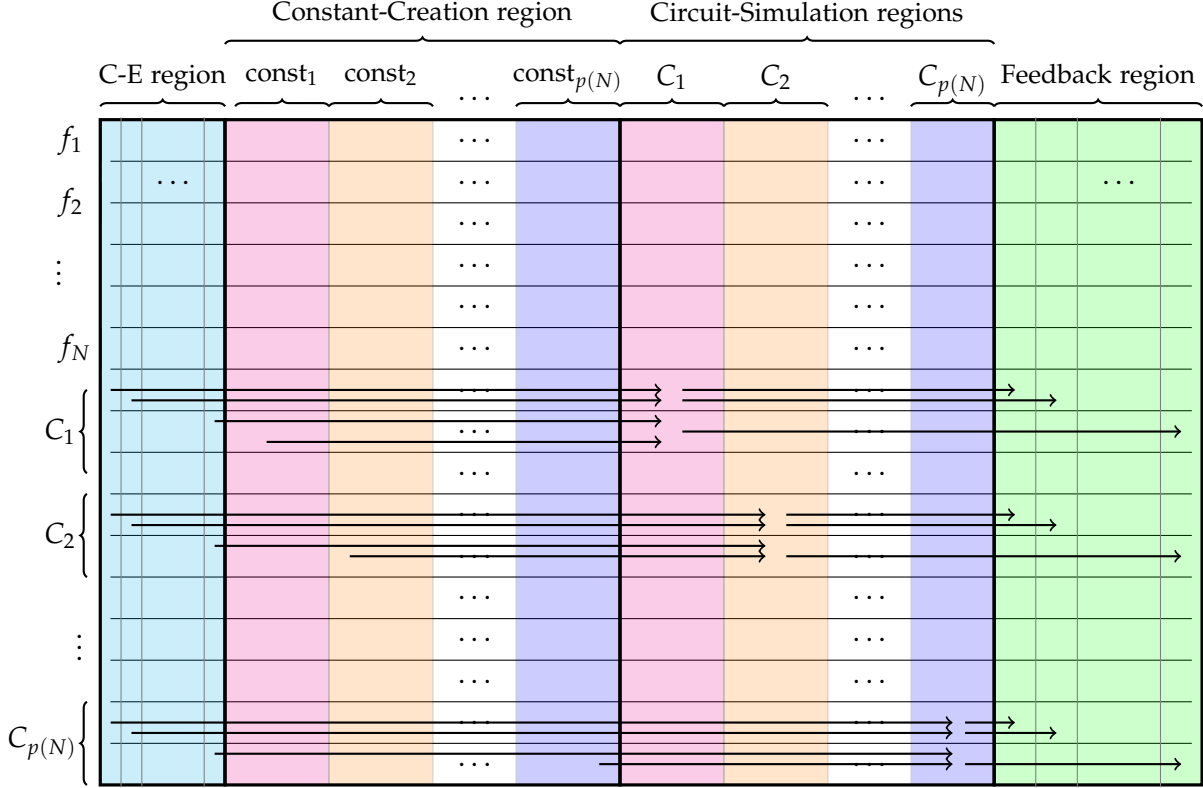 Constant-Creation region Circuit-Simulation regions
C-E region const₁ const₂ ... const_{p(N)} C₁ C₂ ... C_{p(N)} Feedback region
f₁ ... ...
... ... ... ...
f₂
... ...
⋮ ... ...
... ...
f_N ... ...
... ...
C₁ ... ...
... ...
C₂ ... ...
... ...
... ...
⋮ ... ...
... ...
C_{p(N)} ... ...
... ...